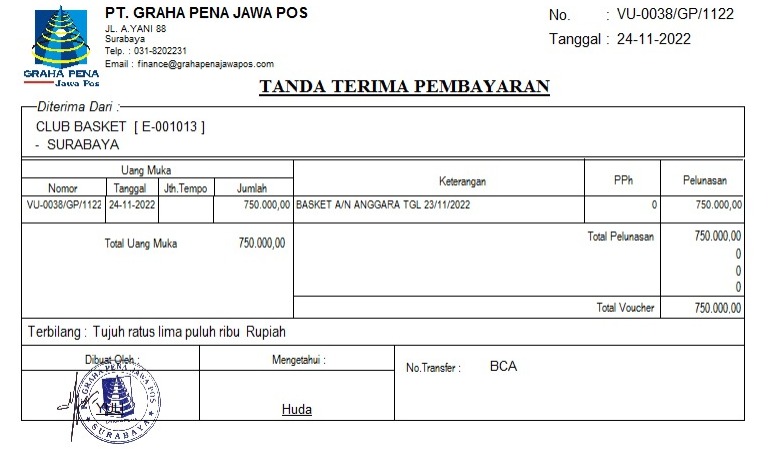 PT. GRAHA PENA JAWA POS
JL. A.YANI 88
Surabaya
Telp. : 031-8202231
Email : finance@grahapenajawapos.com
GRAHA PENA
Jawa Pos
No. : VU-0038/GP/1122
Tanggal : 24-11-2022
TANDA TERIMA PEMBAYARAN
Diterima Dari :
CLUB BASKET [ E-001013 ]
- SURABAYA
Uang Muka Keterangan PPh Pelunasan
Nomor Tanggal Jth.Tempo Jumlah
VU-0038/GP/1122 24-11-2022 750.000,00 BASKET A/N ANGGARA TGL 23/11/2022 0 750.000,00
Total Uang Muka 750.000,00 Total Pelunasan 750.000,00
0
0
0
Total Voucher 750.000,00
Terbilang : Tujuh ratus lima puluh ribu Rupiah
Dibuat Oleh : Mengetahui : No.Transfer : BCA
GRAHA PENA JAWA POS
SURABAYA
Huda